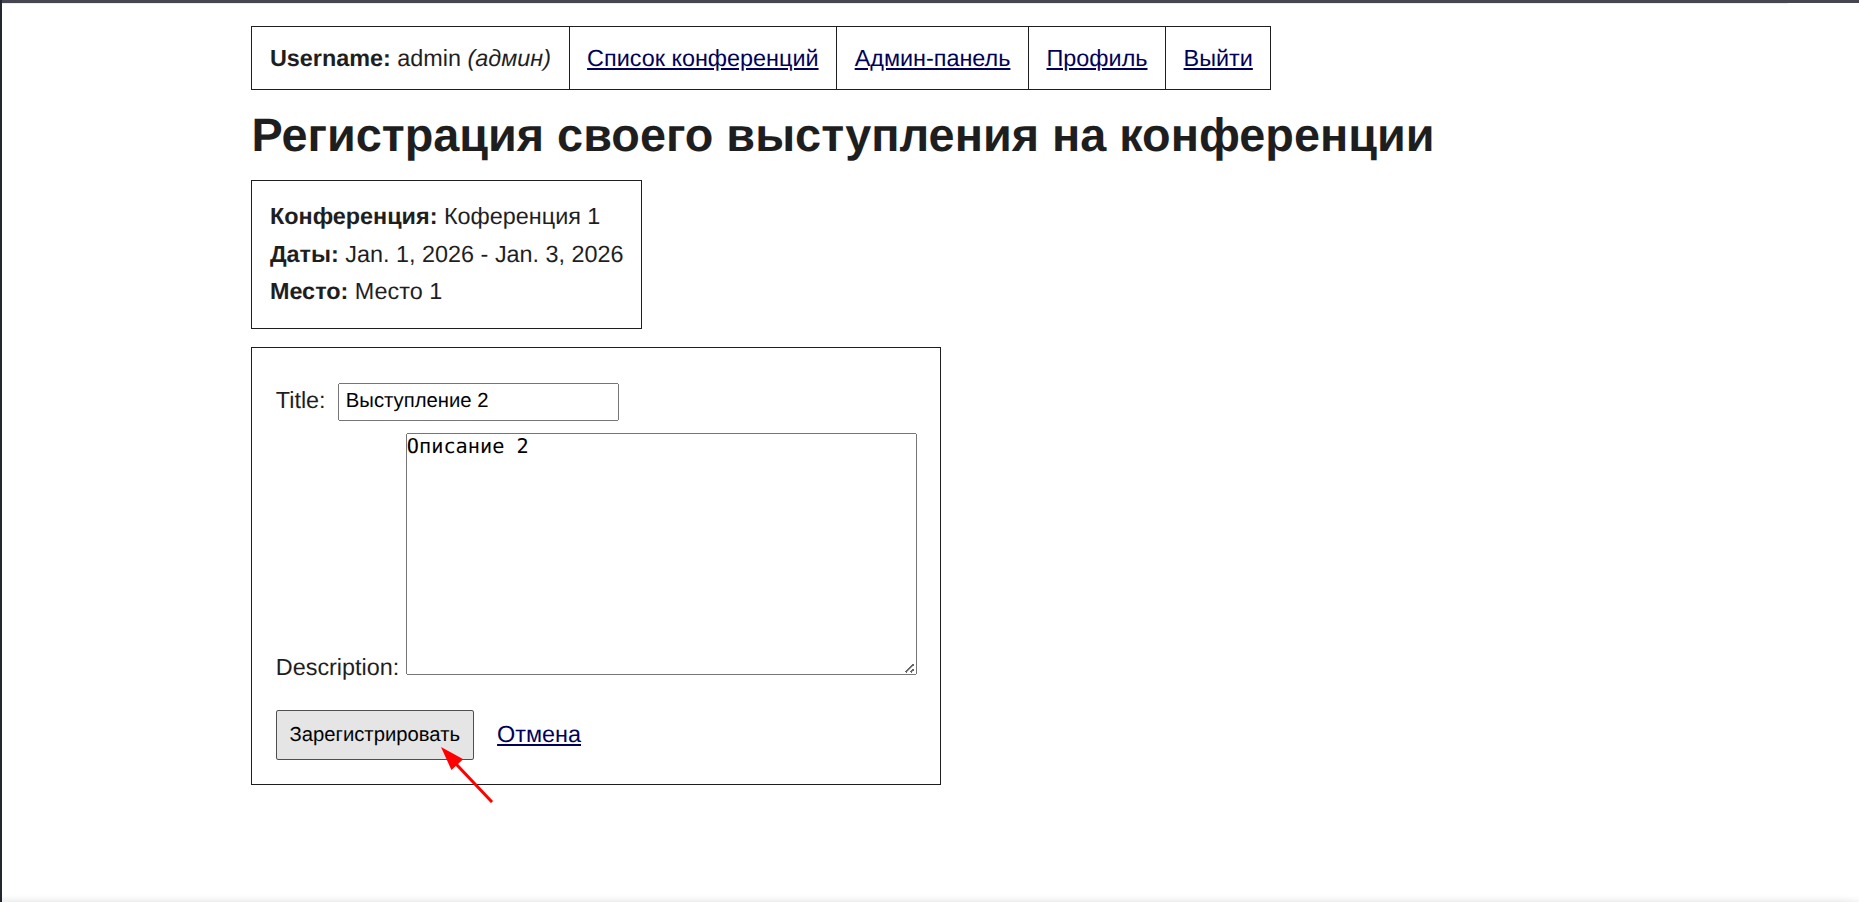 Username: admin (админ) Список конференций Админ-панель Профиль Выйти
Регистрация своего выступления на конференции
Конференция: Коференция 1
Даты: Jan. 1, 2026 - Jan. 3, 2026
Место: Место 1
Title: Выступление 2
Описание 2
Description:
Зарегистрировать Отмена